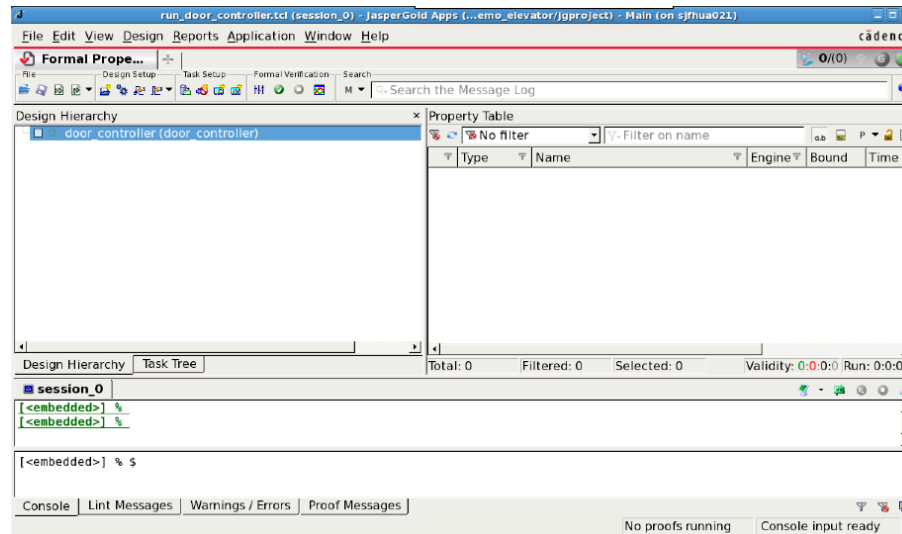 run_door_controller.tcl (session_0) - JasperGold Apps (...emo_elevator/jgproject) - Main (on sjfhua021)
File Edit View Design Reports Application Window Help
cādenc
Formal Prope...
0/(0)
File Design Setup Task Setup Formal Verification Search
M Search the Message Log
Design Hierarchy × Property Table
door_controller (door_controller)
No filter Filter on name a.b P
Type Name Engine Bound Time
Design Hierarchy Task Tree
Total: 0 Filtered: 0 Selected: 0 Validity: 0:0:0:0 Run: 0:0:0
session_0
[<embedded>] %
[<embedded>] %
[<embedded>] % $
Console Lint Messages Warnings / Errors Proof Messages
No proofs running Console input ready